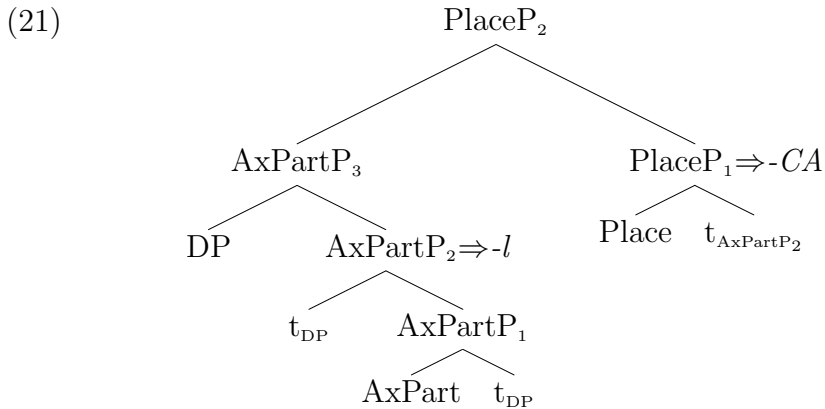 (21) PlaceP₂
AxPartP₃ PlaceP₁⇒-CA
DP AxPartP₂⇒-l Place t_AxPartP₂
t_DP AxPartP₁
AxPart t_DP